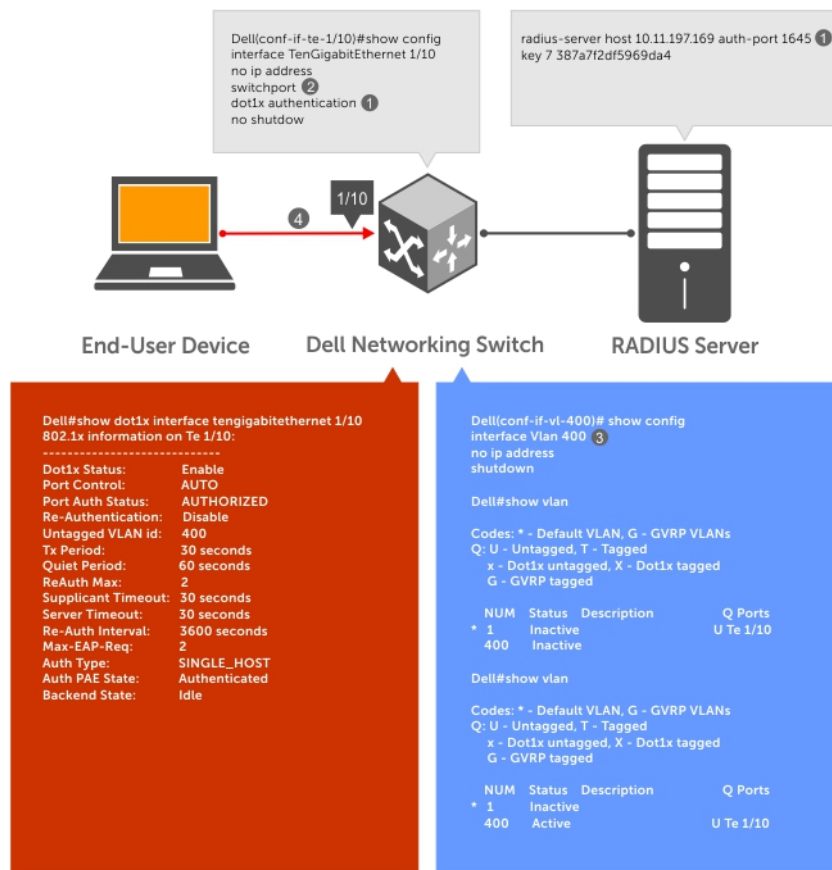 Dell(conf-if-te-1/10)#show config
interface TenGigabitEthernet 1/10
no ip address
switchport 2
dot1x authentication 1
no shutdow
radius-server host 10.11.197.169 auth-port 1645 1
key 7 387a7f2df5969da4
1/10
4
End-User Device
Dell Networking Switch
RADIUS Server
Dell#show dot1x interface tengigabitethernet 1/10
802.1x information on Te 1/10:
-----------------------------
Dot1x Status: Enable
Port Control: AUTO
Port Auth Status: AUTHORIZED
Re-Authentication: Disable
Untagged VLAN id: 400
Tx Period: 30 seconds
Quiet Period: 60 seconds
ReAuth Max: 2
Supplicant Timeout: 30 seconds
Server Timeout: 30 seconds
Re-Auth Interval: 3600 seconds
Max-EAP-Req: 2
Auth Type: SINGLE_HOST
Auth PAE State: Authenticated
Backend State: Idle
Dell(conf-if-vl-400)# show config
interface Vlan 400 3
no ip address
shutdown
Dell#show vlan
Codes: * - Default VLAN, G - GVRP VLANs
Q: U - Untagged, T - Tagged
x - Dot1x untagged, X - Dot1x tagged
G - GVRP tagged
NUM Status Description Q Ports
* 1 Inactive U Te 1/10
400 Inactive
Dell#show vlan
Codes: * - Default VLAN, G - GVRP VLANs
Q: U - Untagged, T - Tagged
x - Dot1x untagged, X - Dot1x tagged
G - GVRP tagged
NUM Status Description Q Ports
* 1 Inactive
400 Active U Te 1/10